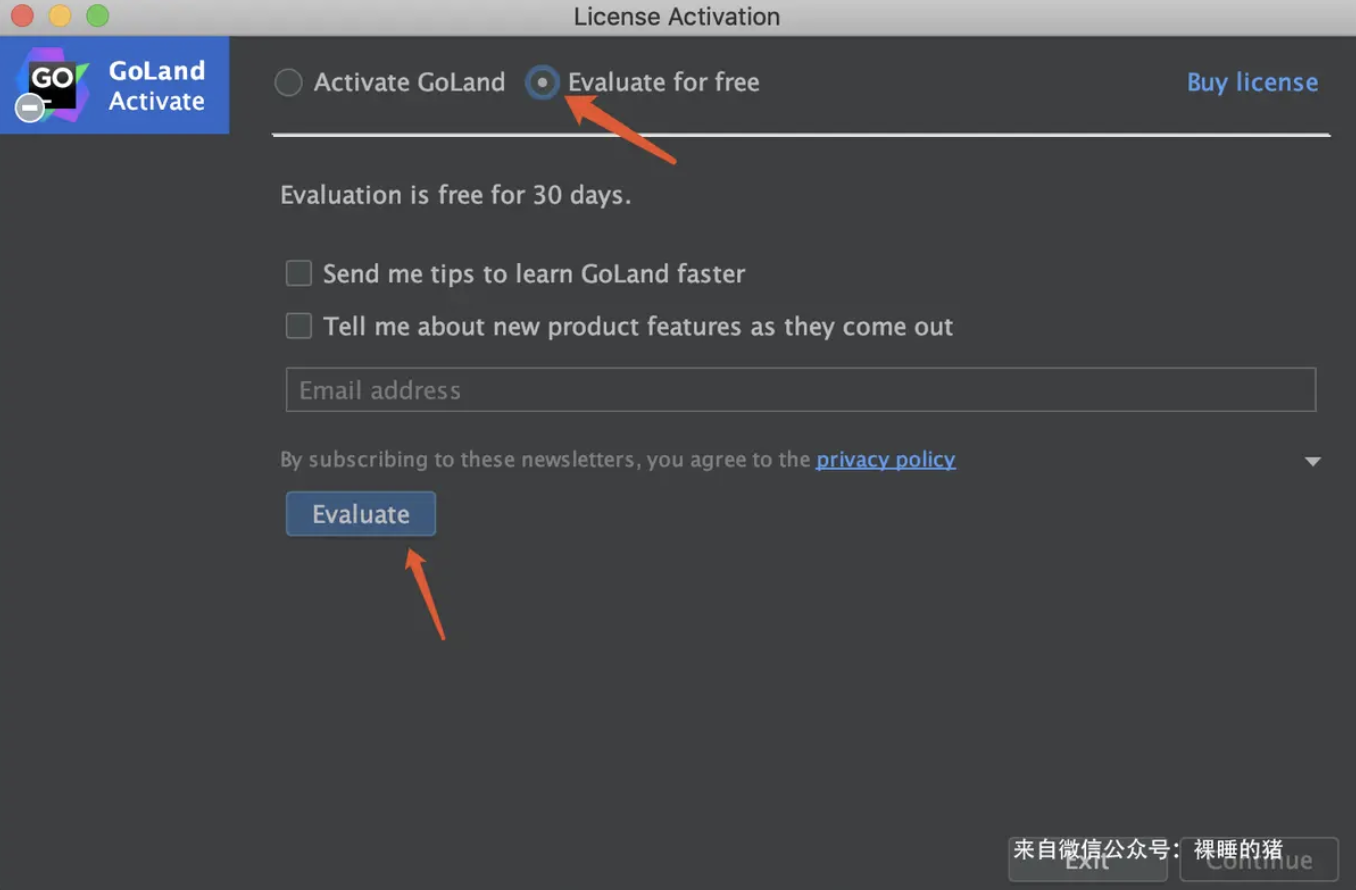 License Activation
GO
GoLand
Activate
Activate GoLand
Evaluate for free
Buy license
Evaluation is free for 30 days.
Send me tips to learn GoLand faster
Tell me about new product features as they come out
Email address
By subscribing to these newsletters, you agree to the privacy policy
Evaluate
来自微信公众号：裸睡的猪
Exit
Continue